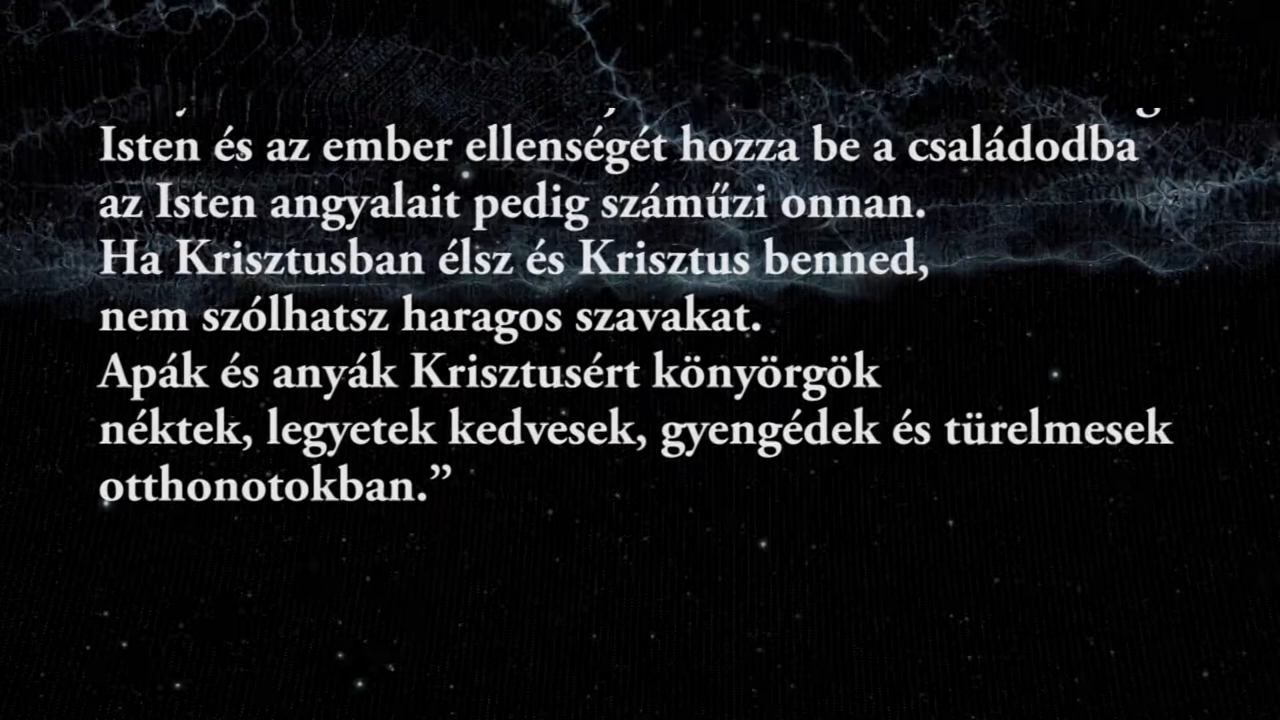 Isten és az ember ellenségét hozza be a családodba
az Isten angyalait pedig száműzi onnan.
Ha Krisztusban élsz és Krisztus benned,
nem szólhatsz haragos szavakat.
Apák és anyák Krisztusért könyörgök
néktek, legyetek kedvesek, gyengédek és türelmesek
otthonotokban.”